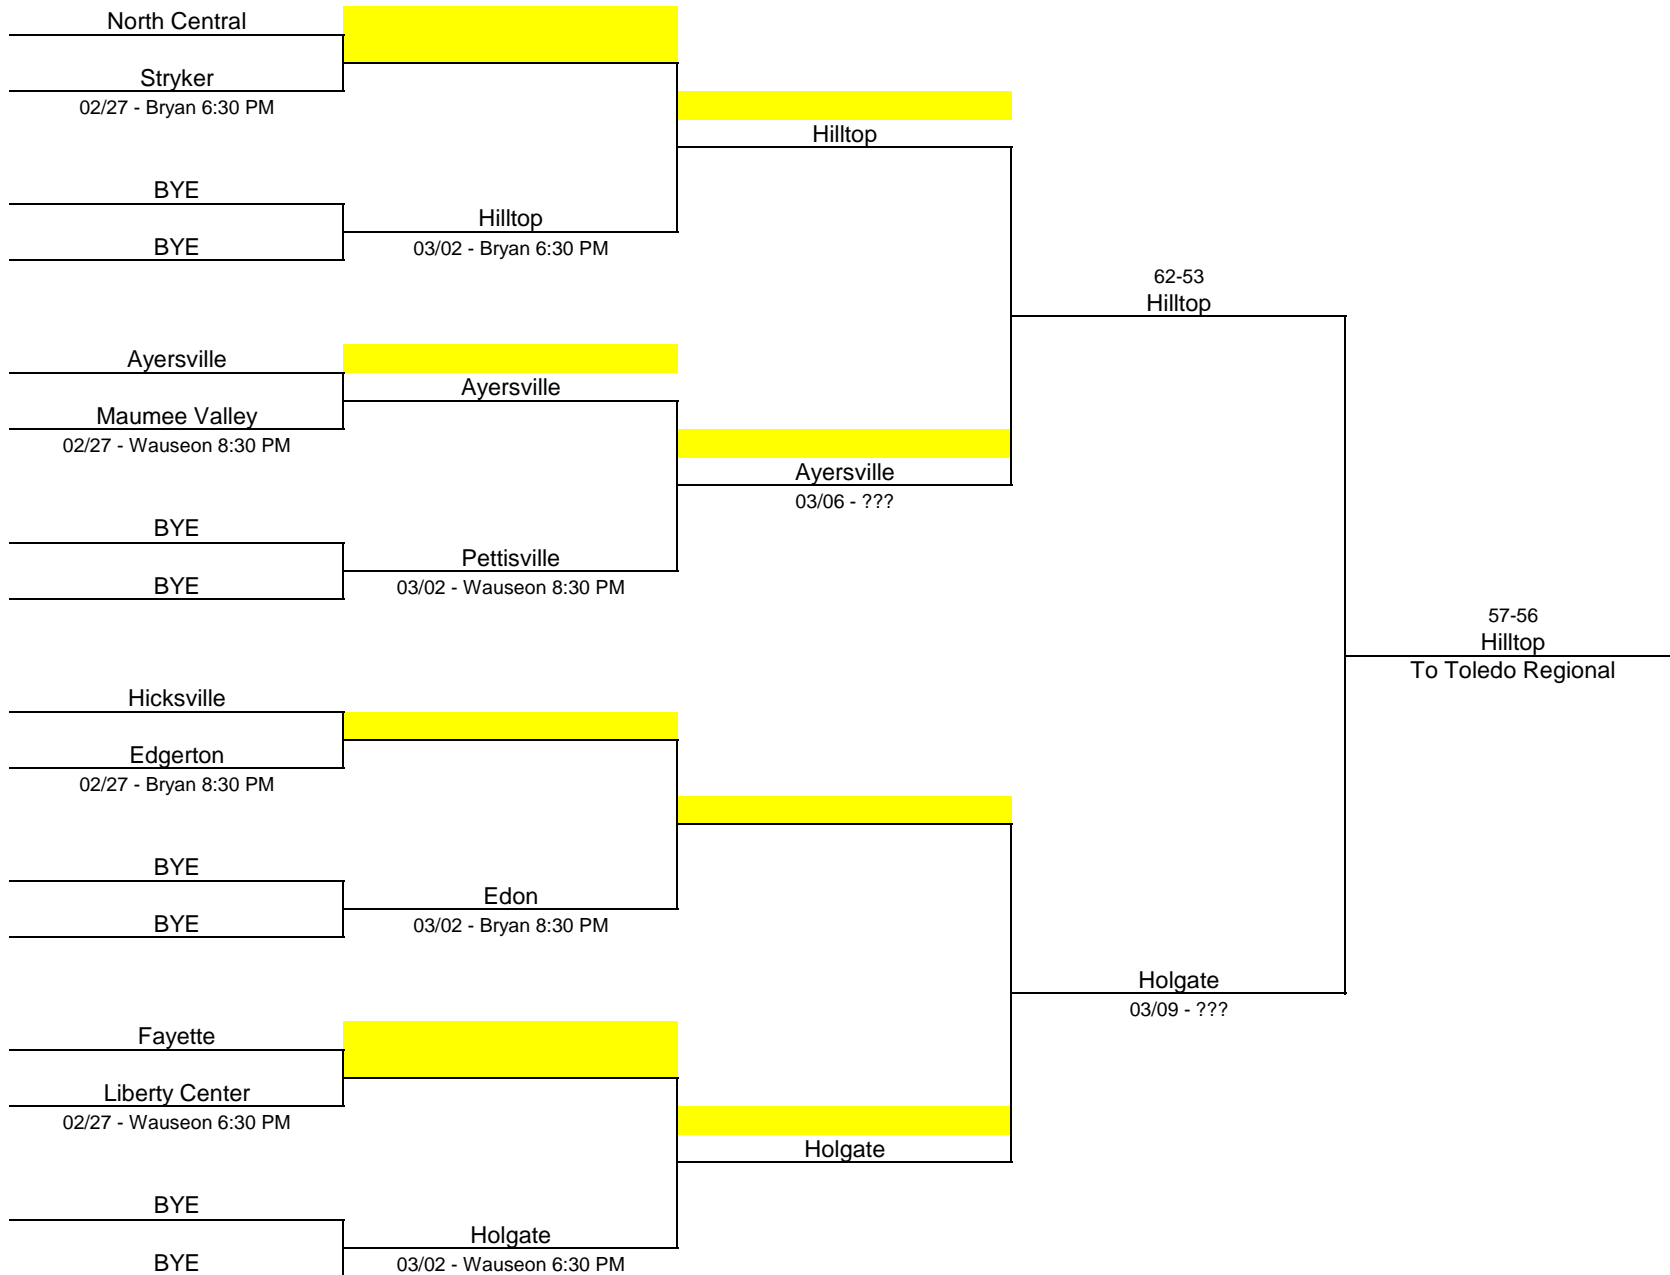 North Central
Stryker
02/27 - Bryan 6:30 PM
Hilltop
BYE
Hilltop
BYE
03/02 - Bryan 6:30 PM
62-53
Hilltop
Ayersville
Ayersville
Maumee Valley
02/27 - Wauseon 8:30 PM
Ayersville
03/06 - ???
BYE
Pettisville
BYE
03/02 - Wauseon 8:30 PM
57-56
Hilltop
To Toledo Regional
Hicksville
Edgerton
02/27 - Bryan 8:30 PM
BYE
Edon
BYE
03/02 - Bryan 8:30 PM
Holgate
03/09 - ???
Fayette
Liberty Center
02/27 - Wauseon 6:30 PM
Holgate
BYE
Holgate
BYE
03/02 - Wauseon 6:30 PM